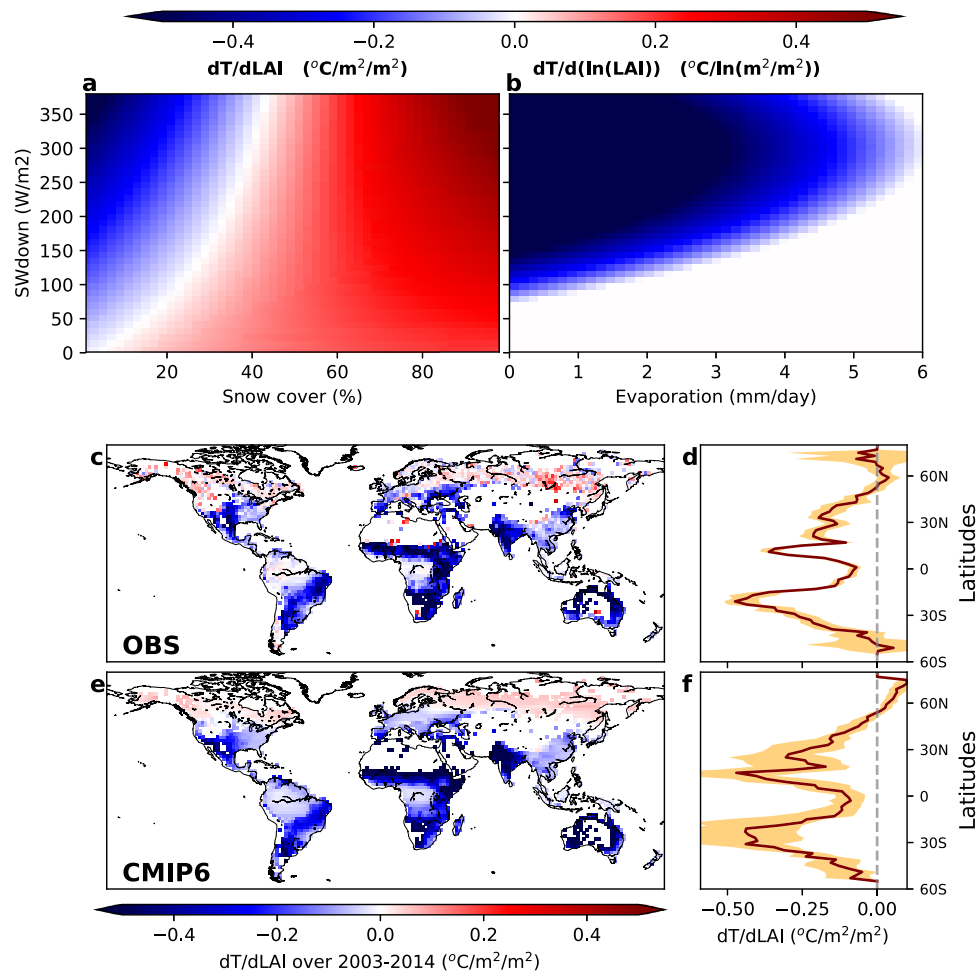 −0.4 −0.2 0.0 0.2 0.4
dT/dLAI (°C/m²/m²) dT/d(ln(LAI)) (°C/ln(m²/m²))
a b
SWdown (W/m2)
350
300
250
200
150
100
50
0
20 40 60 80
Snow cover (%)
0 1 2 3 4 5 6
Evaporation (mm/day)
c
OBS
d
60N
30N
0
30S
60S
Latitudes
e
CMIP6
f
60N
30N
0
30S
60S
Latitudes
−0.50 −0.25 0.00
dT/dLAI (°C/m²/m²)
−0.4 −0.2 0.0 0.2 0.4
dT/dLAI over 2003-2014 (°C/m²/m²)